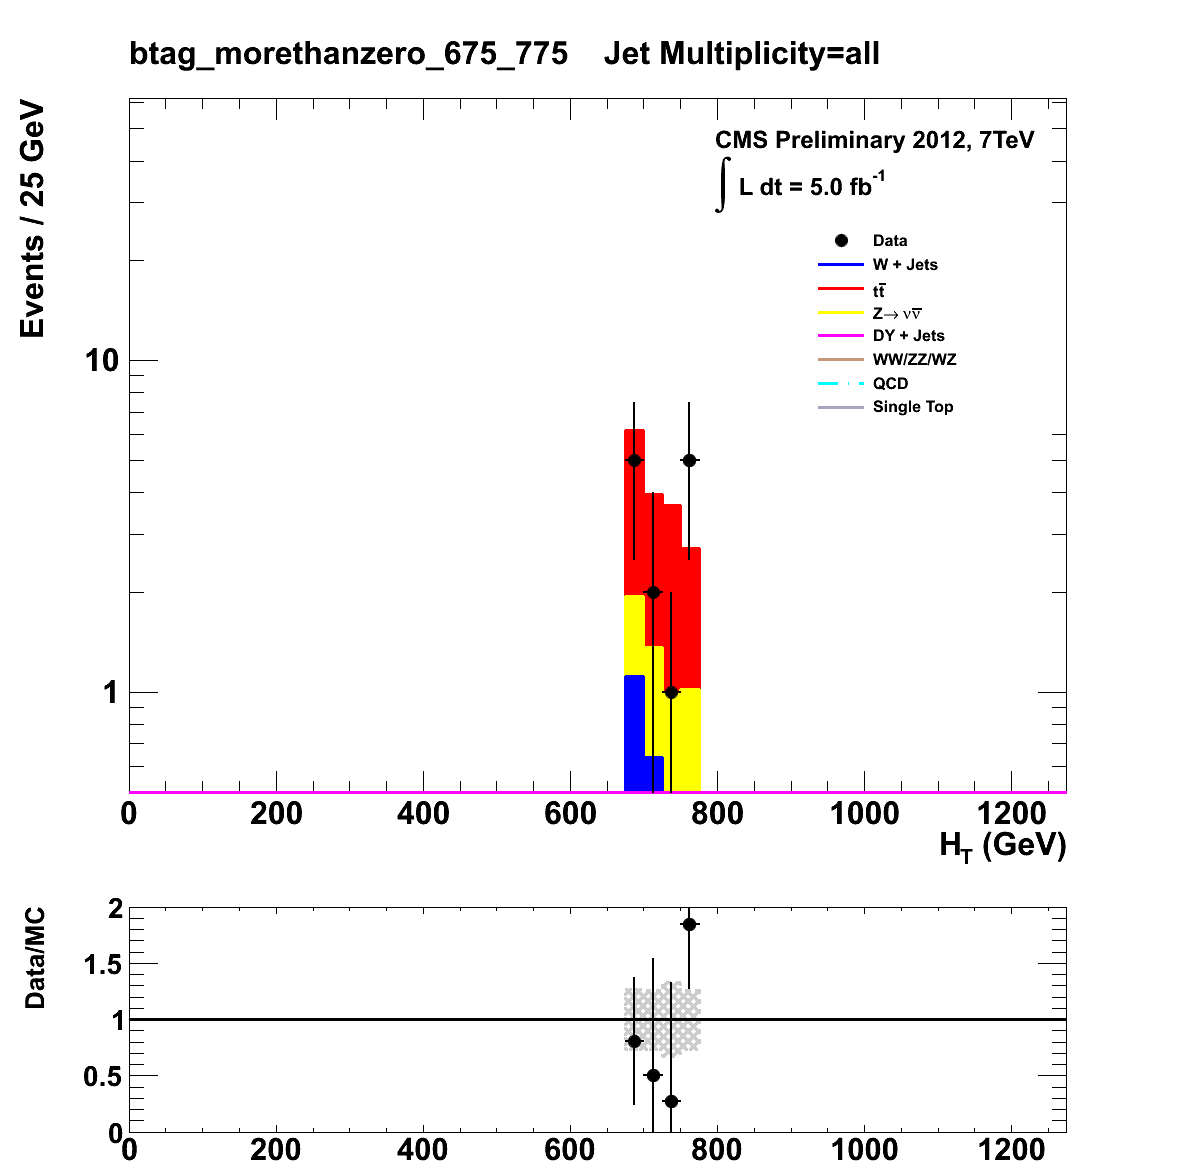 btag_morethanzero_675_775 Jet Multiplicity=all
Events / 25 GeV
CMS Preliminary 2012, 7TeV
∫ L dt = 5.0 fb⁻¹
Data
W + Jets
tt̅
Z→ νν̅
DY + Jets
WW/ZZ/WZ
QCD
Single Top
10
1
0 200 400 600 800 1000 1200
H_T (GeV)
Data/MC
2
1.5
1
0.5
0
0 200 400 600 800 1000 1200